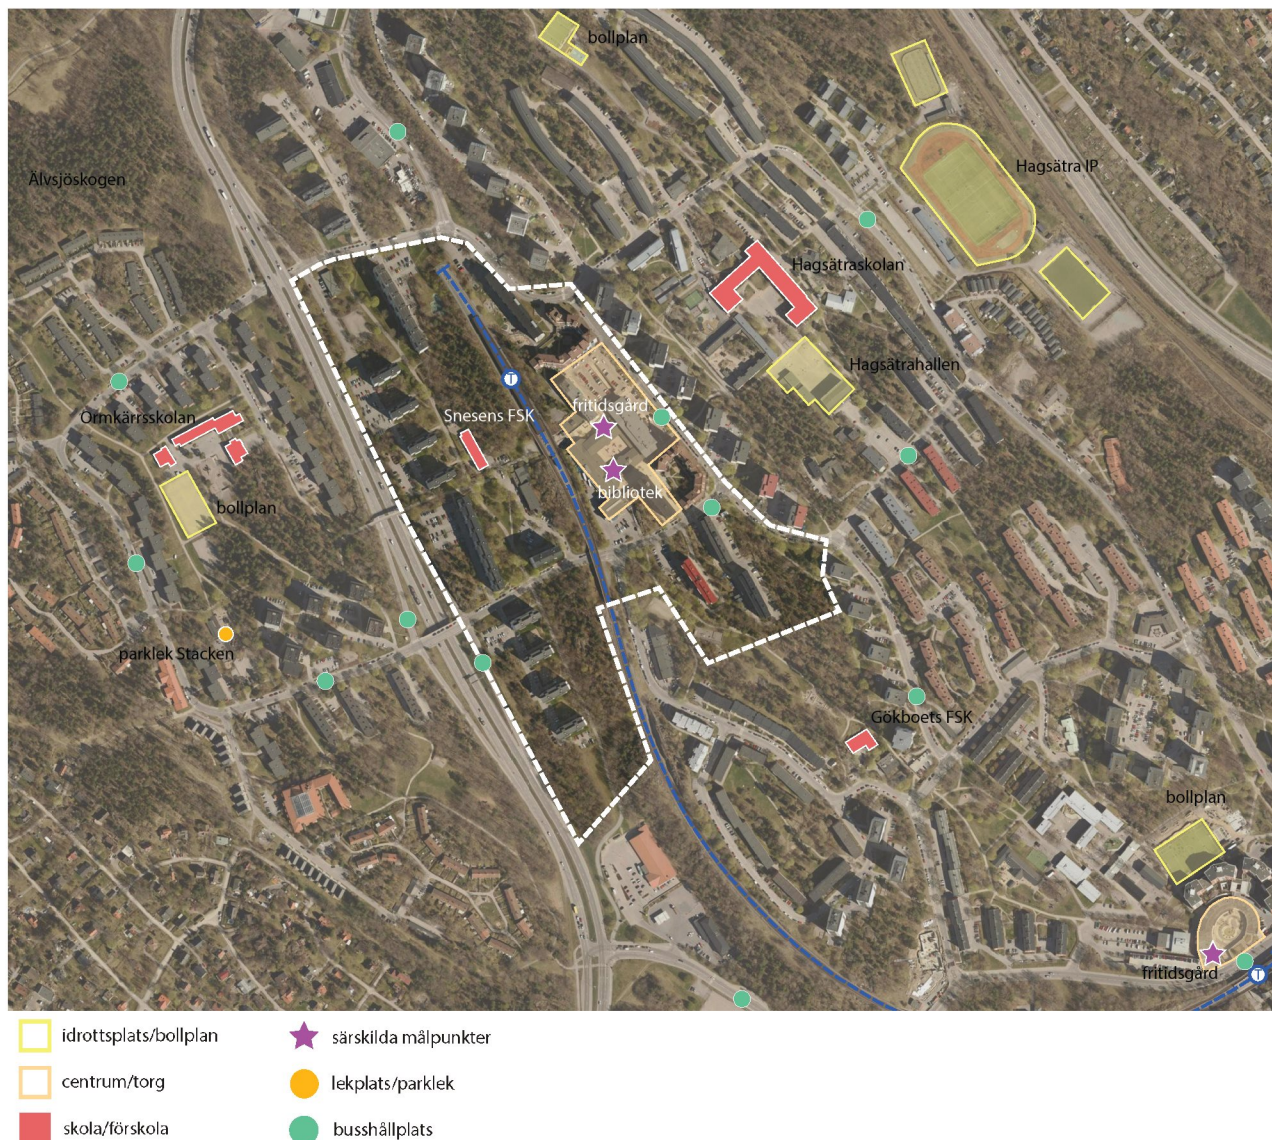 bollplan
Hagsätra IP
Älvsjöskogen
Hagsätraskolan
Hagsätrahallen
T
fritidsgård
Snesens FSK
Ormkärrsskolan
bibliotek
bollplan
parklek Stacken
Gökboets FSK
bollplan
fritidsgård
T
idrottsplats/bollplan
särskilda målpunkter
centrum/torg
lekplats/parklek
skola/förskola
busshållplats